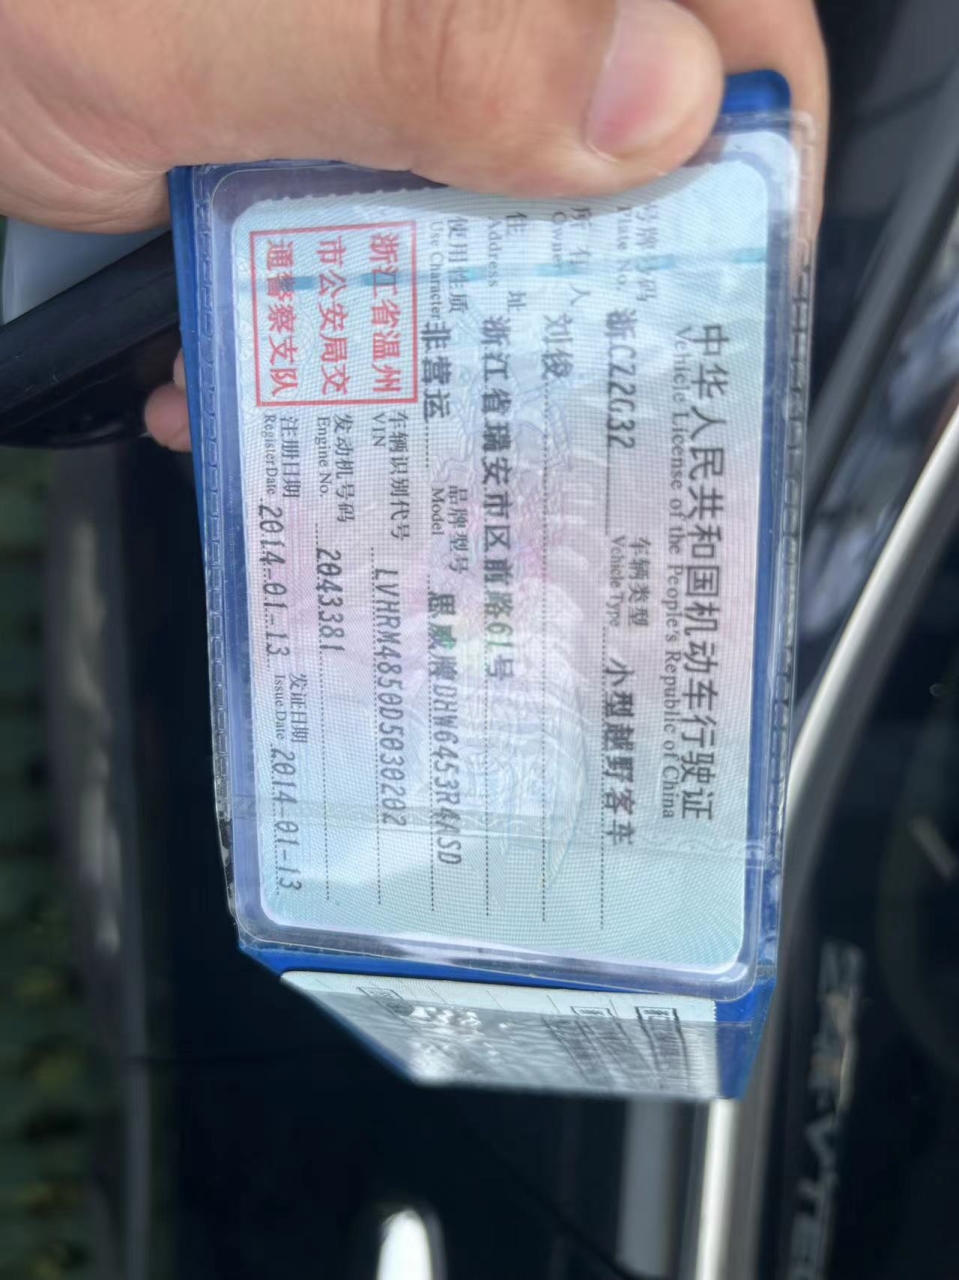 中华人民共和国机动车行驶证
Vehicle License of the People's Republic of China
号牌号码 浙C22G32 车辆类型 小型越野客车
Plate No. Vehicle Type
所有人 刘俊
Owner
住址 浙江省瑞安市区前路61号
Address
使用性质 非营运 品牌型号 思威牌DHW6453R4ASD
Use Character Model
浙江省温州
市公安局交
通警察支队
车辆识别代号 LVHRM4850D5030202
VIN
发动机号码 2043381
Engine No.
注册日期 2014-01-13 发证日期 2014-01-13
Register Date Issue Date